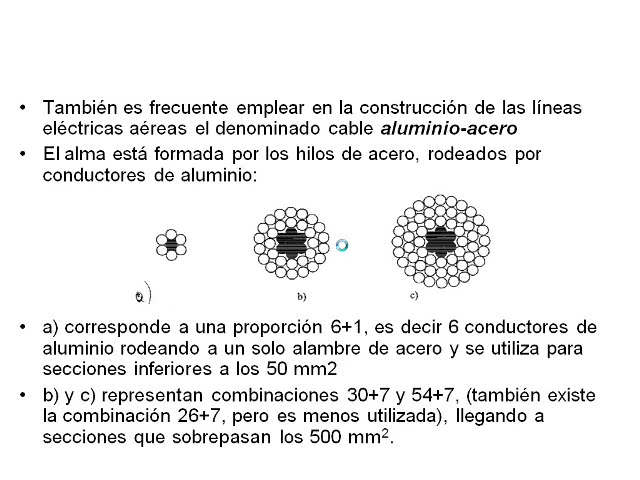 • También es frecuente emplear en la construcción de las líneas
eléctricas aéreas el denominado cable aluminio-acero
• El alma está formada por los hilos de acero, rodeados por
conductores de aluminio:
a) b) c)
• a) corresponde a una proporción 6+1, es decir 6 conductores de
aluminio rodeando a un solo alambre de acero y se utiliza para
secciones inferiores a los 50 mm2
• b) y c) representan combinaciones 30+7 y 54+7, (también existe
la combinación 26+7, pero es menos utilizada), llegando a
secciones que sobrepasan los 500 mm².